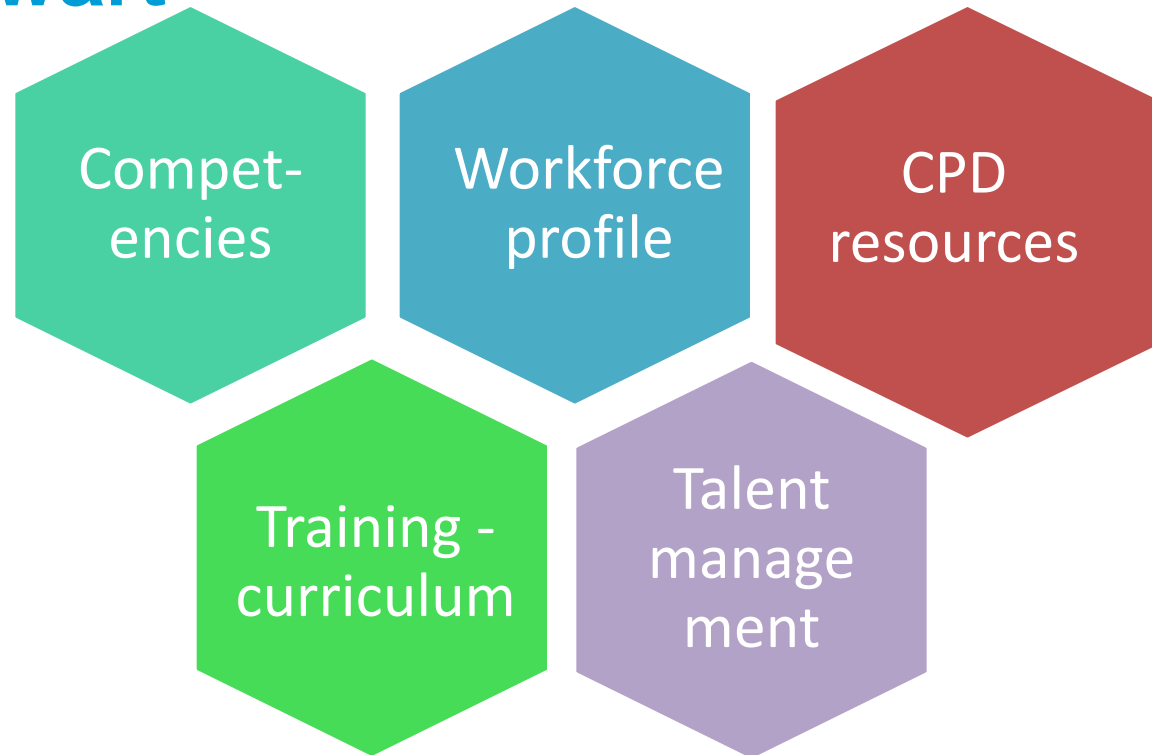 Compet-
encies
Workforce
profile
CPD
resources
Training -
curriculum
Talent
manage
ment